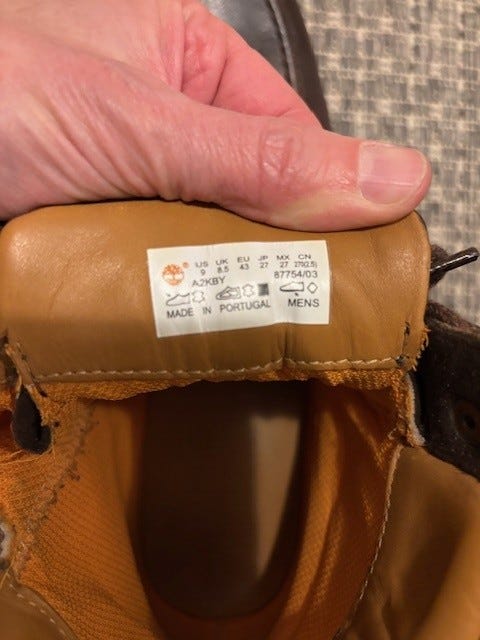 US UK EU JP MX CN
9 8.5 43 27 27 270(2.5)
A2KBY 87754/03
MADE IN PORTUGAL MENS